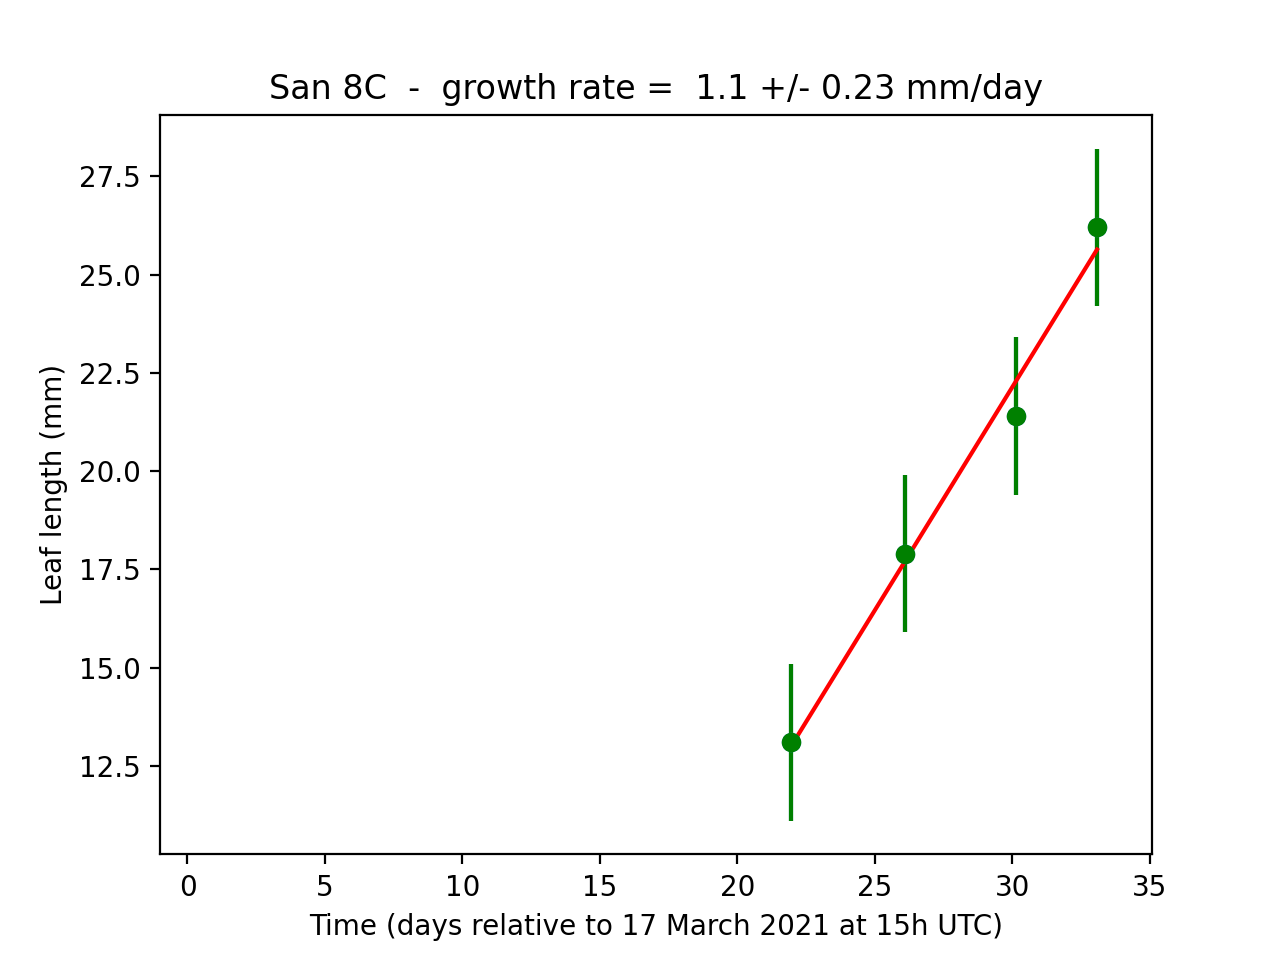 San 8C - growth rate = 1.1 +/- 0.23 mm/day
27.5
25.0
22.5
20.0
17.5
15.0
12.5
Leaf length (mm)
0 5 10 15 20 25 30 35
Time (days relative to 17 March 2021 at 15h UTC)